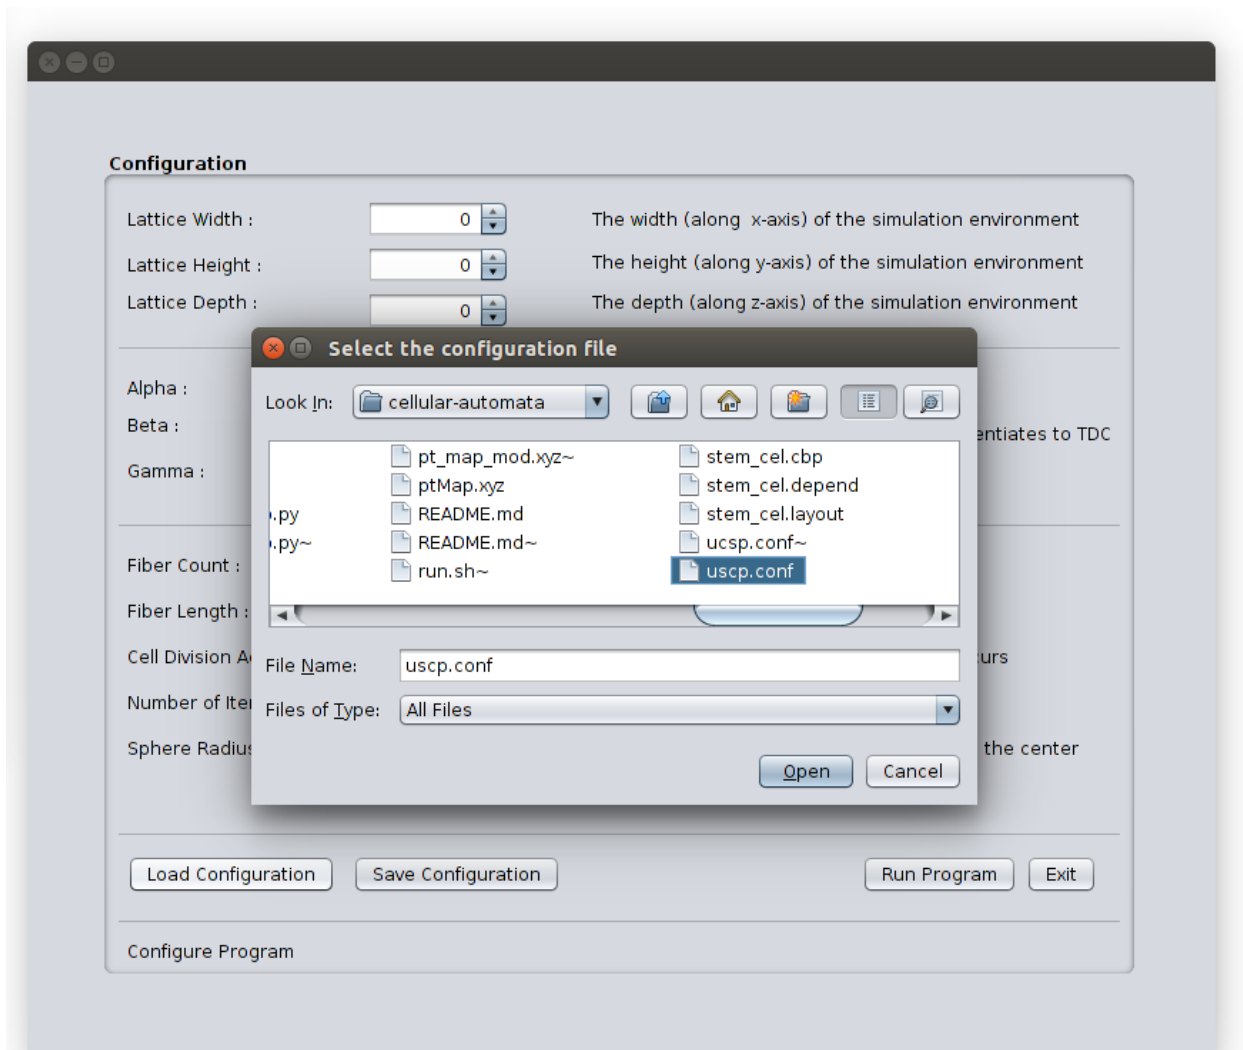 Configuration
Lattice Width : 0 The width (along x-axis) of the simulation environment
Lattice Height : 0 The height (along y-axis) of the simulation environment
Lattice Depth : 0 The depth (along z-axis) of the simulation environment
Select the configuration file
Alpha :
Look In: cellular-automata
Beta :
entiates to TDC
pt_map_mod.xyz~ stem_cel.cbp
Gamma :
ptMap.xyz stem_cel.depend
.py README.md stem_cel.layout
.py~ README.md~ ucsp.conf~
Fiber Count :
run.sh~ uscp.conf
Fiber Length :
Cell Division A
File Name: uscp.conf
urs
Number of Ite
Files of Type: All Files
Sphere Radiu
the center
Open Cancel
Load Configuration Save Configuration Run Program Exit
Configure Program